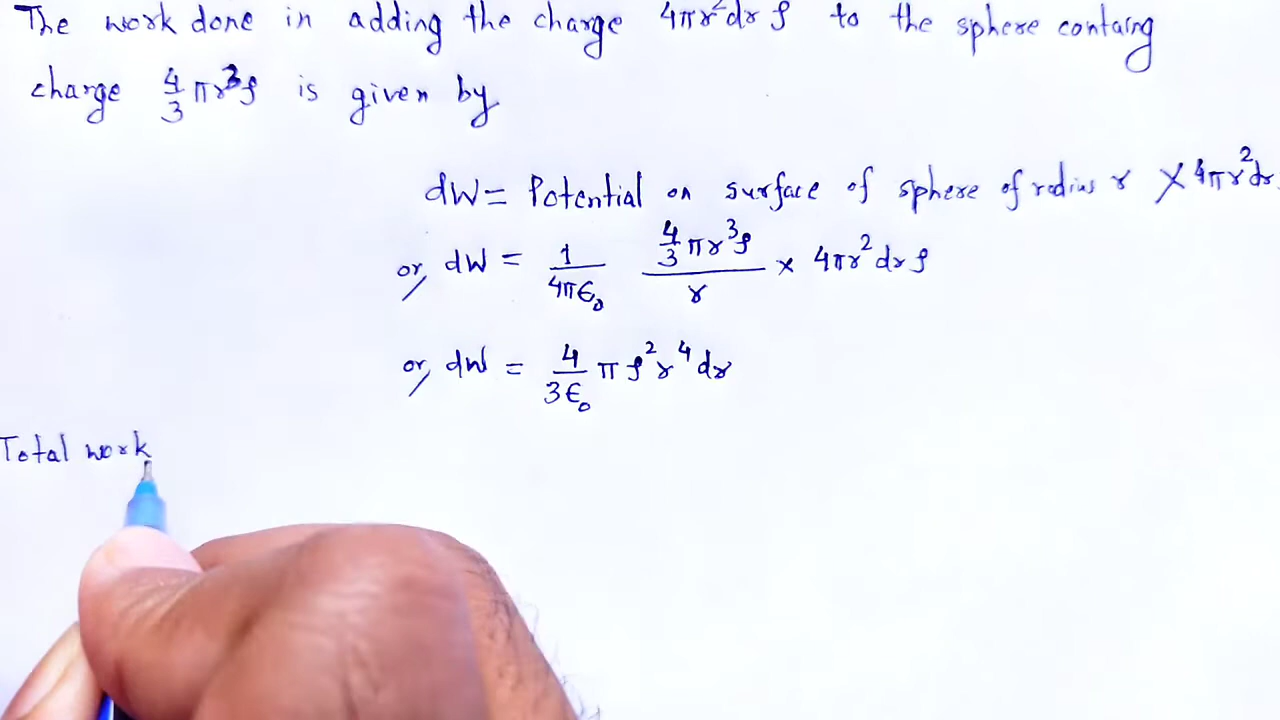 The work done in adding the charge 4πr²dr ρ to the sphere containg
charge 4/3 πr³ρ is given by
dW = Potential on surface of sphere of radius r × 4πr²dr
or, dW = 1/4πϵ₀ 4/3 πr³ρ/r × 4πr²dr ρ
or, dW = 4/3ϵ₀ π ρ²r⁴dr
Total work